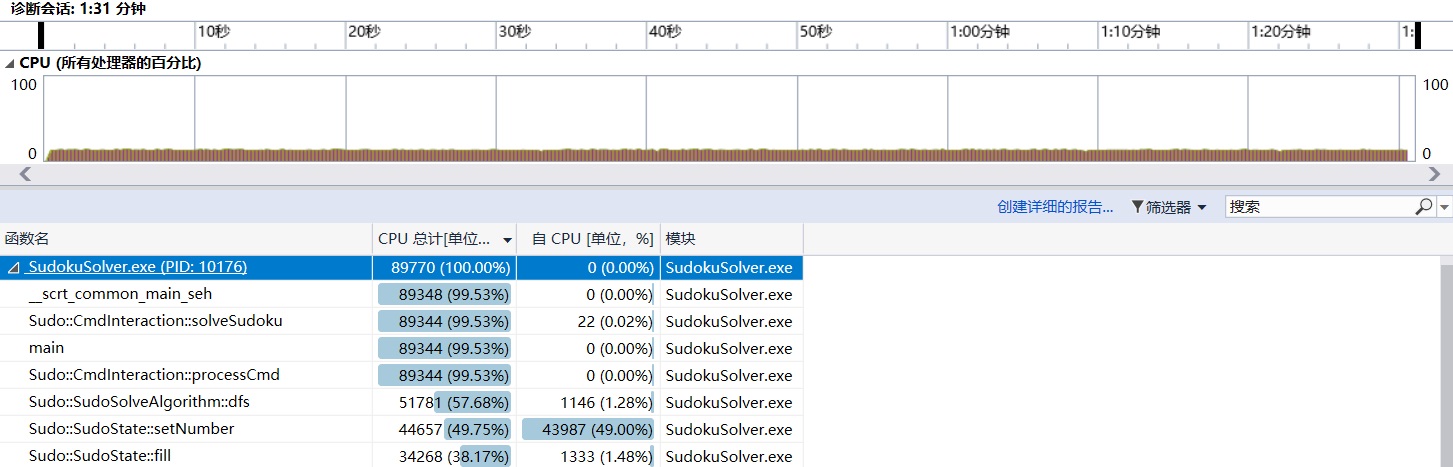 诊断会话: 1:31 分钟
10秒 20秒 30秒 40秒 50秒 1:00分钟 1:10分钟 1:20分钟 1:
CPU (所有处理器的百分比)
100 100
0 0
创建详细的报告... 筛选器 搜索
函数名 CPU 总计[单位... 自 CPU [单位，%] 模块
SudokuSolver.exe (PID: 10176) 89770 (100.00%) 0 (0.00%) SudokuSolver.exe
__scrt_common_main_seh 89348 (99.53%) 0 (0.00%) SudokuSolver.exe
Sudo::CmdInteraction::solveSudoku 89344 (99.53%) 22 (0.02%) SudokuSolver.exe
main 89344 (99.53%) 0 (0.00%) SudokuSolver.exe
Sudo::CmdInteraction::processCmd 89344 (99.53%) 0 (0.00%) SudokuSolver.exe
Sudo::SudoSolveAlgorithm::dfs 51781 (57.68%) 1146 (1.28%) SudokuSolver.exe
Sudo::SudoState::setNumber 44657 (49.75%) 43987 (49.00%) SudokuSolver.exe
Sudo::SudoState::fill 34268 (38.17%) 1333 (1.48%) SudokuSolver.exe